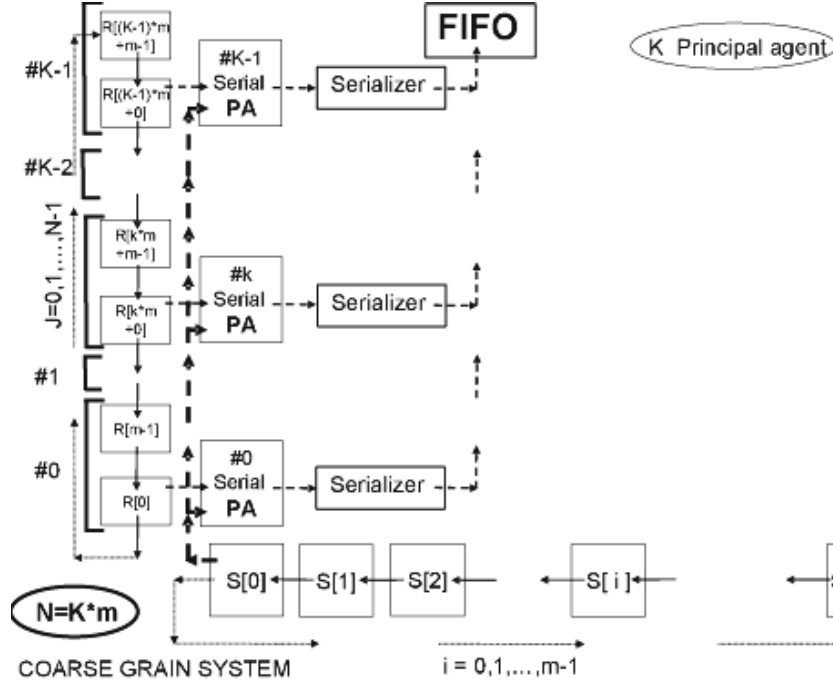 R[(K-1)*m
+m-1]
FIFO
K Principal agent
#K-1
#K-1
Serial
PA
Serializer
R[(K-1)*m
+0]
#K-2
J=0,1,...,N-1
R[k*m
+m-1]
#k
Serial
PA
Serializer
R[k*m
+0]
#1
R[m-1]
#0
#0
Serial
PA
Serializer
R[0]
S[0]
S[1]
S[2]
S[ i ]
N=K*m
COARSE GRAIN SYSTEM
i = 0,1,...,m-1